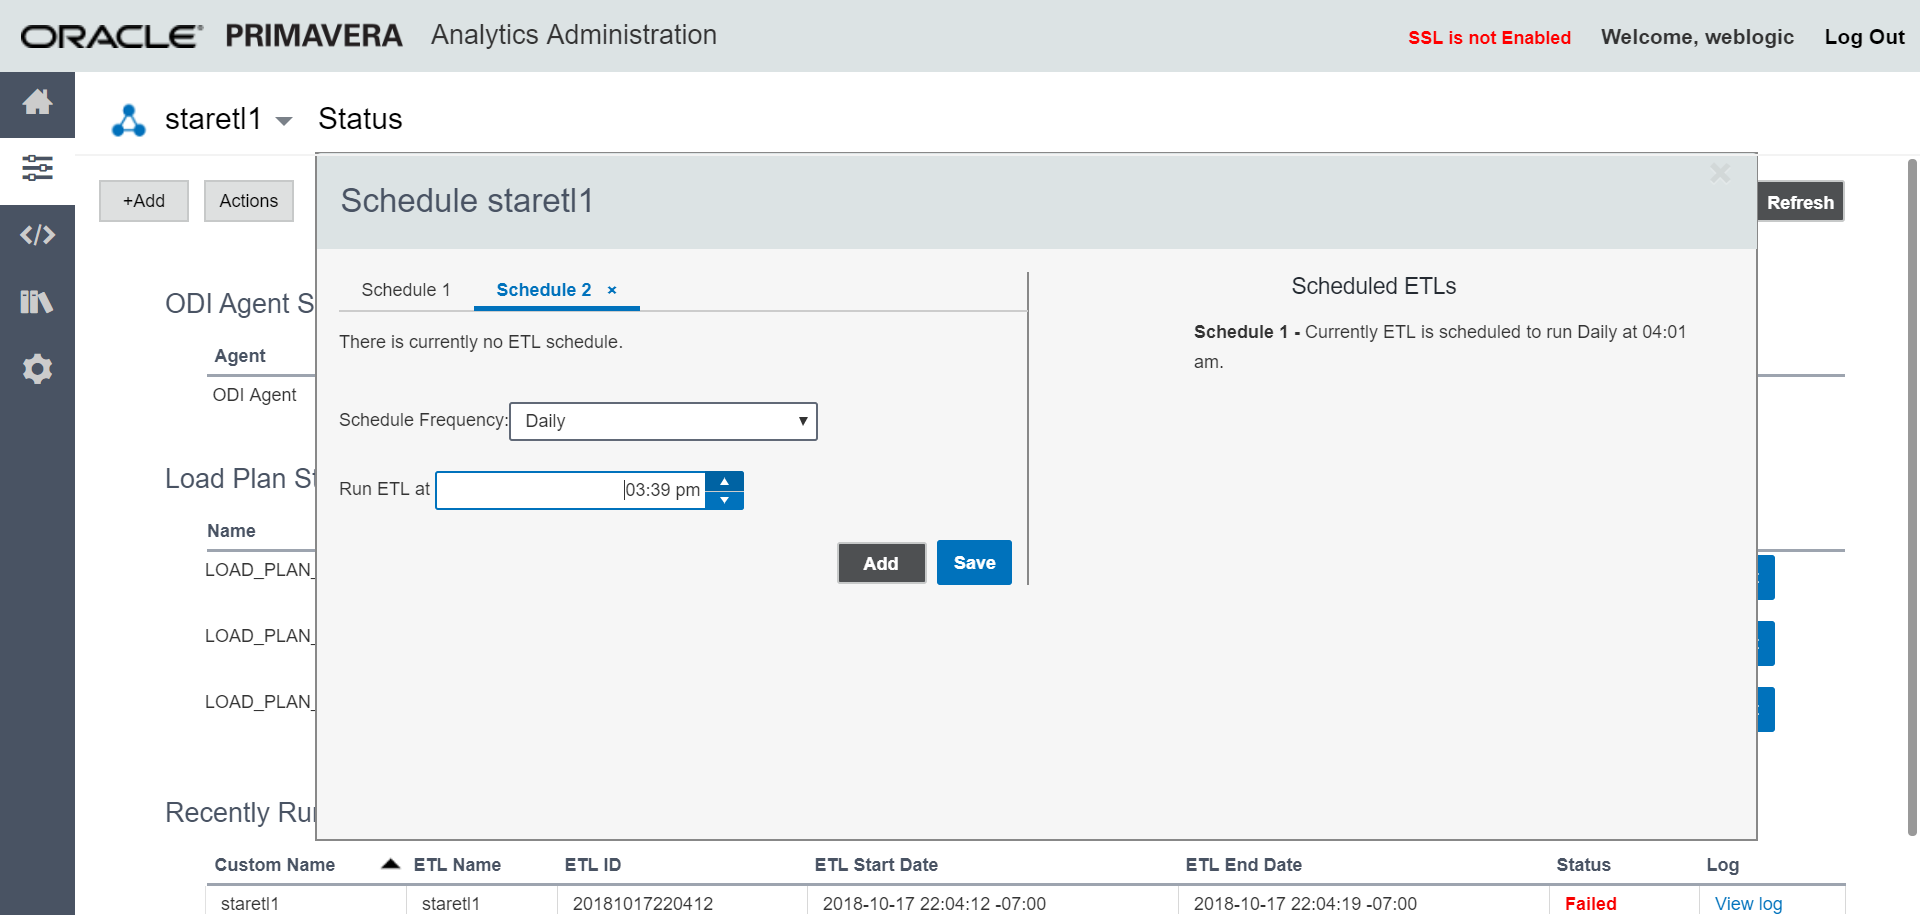 ORACLE PRIMAVERA Analytics Administration
SSL is not Enabled Welcome, weblogic Log Out
staretl1 Status
+Add Actions Refresh
Schedule staretl1
Schedule 1 Schedule 2 ×
There is currently no ETL schedule.
Schedule Frequency: Daily
Run ETL at 03:39 pm
Add Save
Scheduled ETLs
Schedule 1 - Currently ETL is scheduled to run Daily at 04:01
am.
ODI Agent S
Agent
ODI Agent
Load Plan St
Name
LOAD_PLAN_
LOAD_PLAN_
LOAD_PLAN_
Recently Ru
Custom Name ETL Name ETL ID ETL Start Date ETL End Date Status Log
staretl1 staretl1 20181017220412 2018-10-17 22:04:12 -07:00 2018-10-17 22:04:19 -07:00 Failed View log